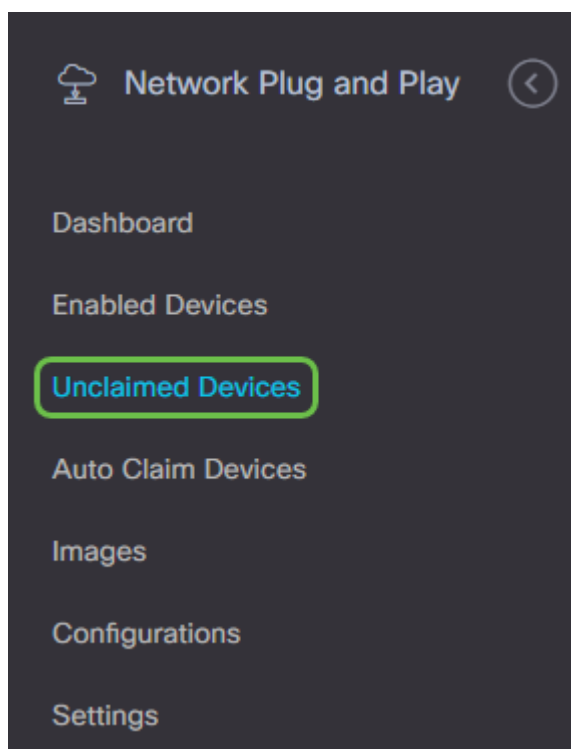 Network Plug and Play
Dashboard
Enabled Devices
Unclaimed Devices
Auto Claim Devices
Images
Configurations
Settings